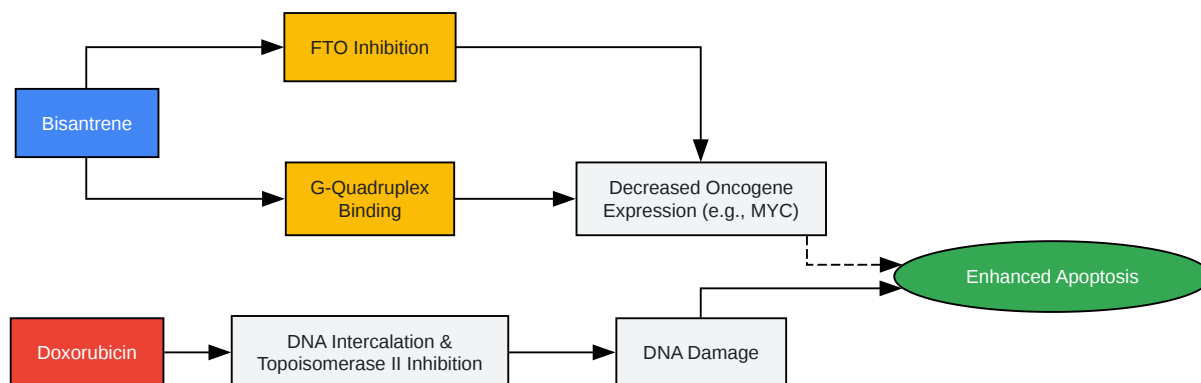 FTO Inhibition
Bisantrene
G-Quadruplex
Binding
Decreased Oncogene
Expression (e.g., MYC)
Enhanced Apoptosis
Doxorubicin
DNA Intercalation &
Topoisomerase II Inhibition
DNA Damage